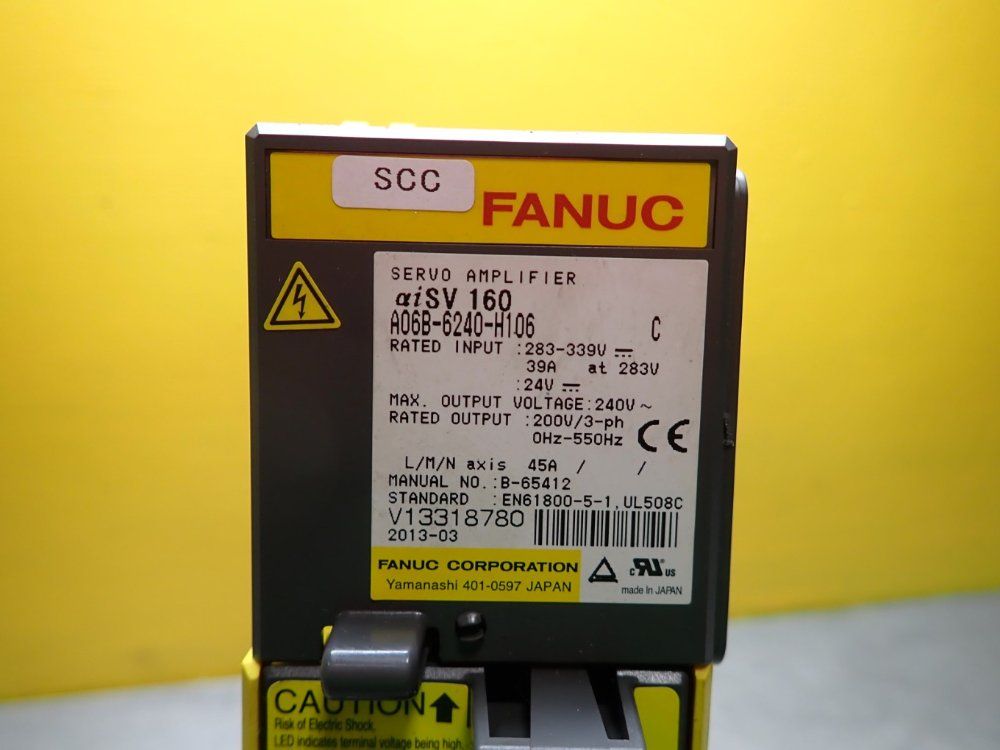 SCC
FANUC
SERVO AMPLIFIER
αiSV 160
A06B-6240-H106 C
RATED INPUT :283-339V ⎓
39A at 283V
:24V ⎓
MAX. OUTPUT VOLTAGE:240V ~
RATED OUTPUT :200V/3-ph
0Hz-550Hz
CE
L/M/N axis 45A / /
MANUAL NO.:B-65412
STANDARD :EN61800-5-1,UL508C
V13318780
2013-03
FANUC CORPORATION
Yamanashi 401-0597 JAPAN
c RU US
made in JAPAN
CAUTION
Risk of Electric Shock.
LED indicates terminal voltage being high.